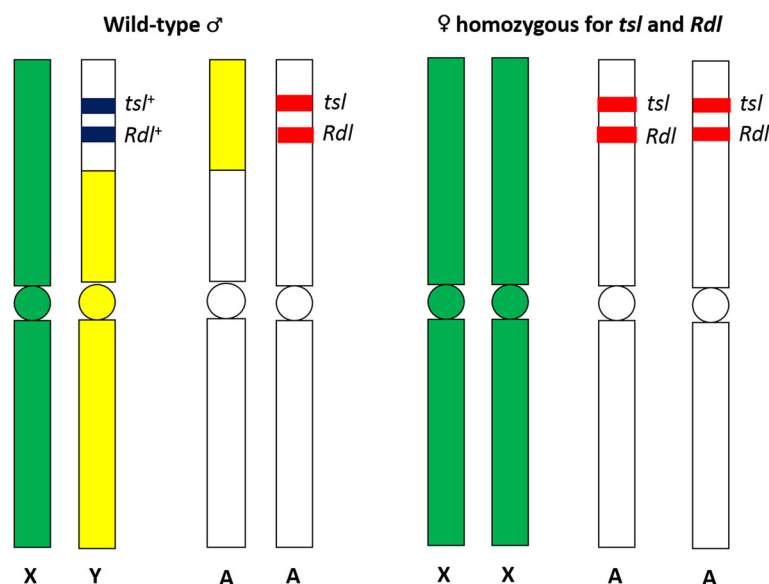 Wild-type ♂
♀ homozygous for tsl and Rdl
tsl⁺
Rdl⁺
tsl
Rdl
tsl
Rdl
tsl
Rdl
X Y A A X X A A